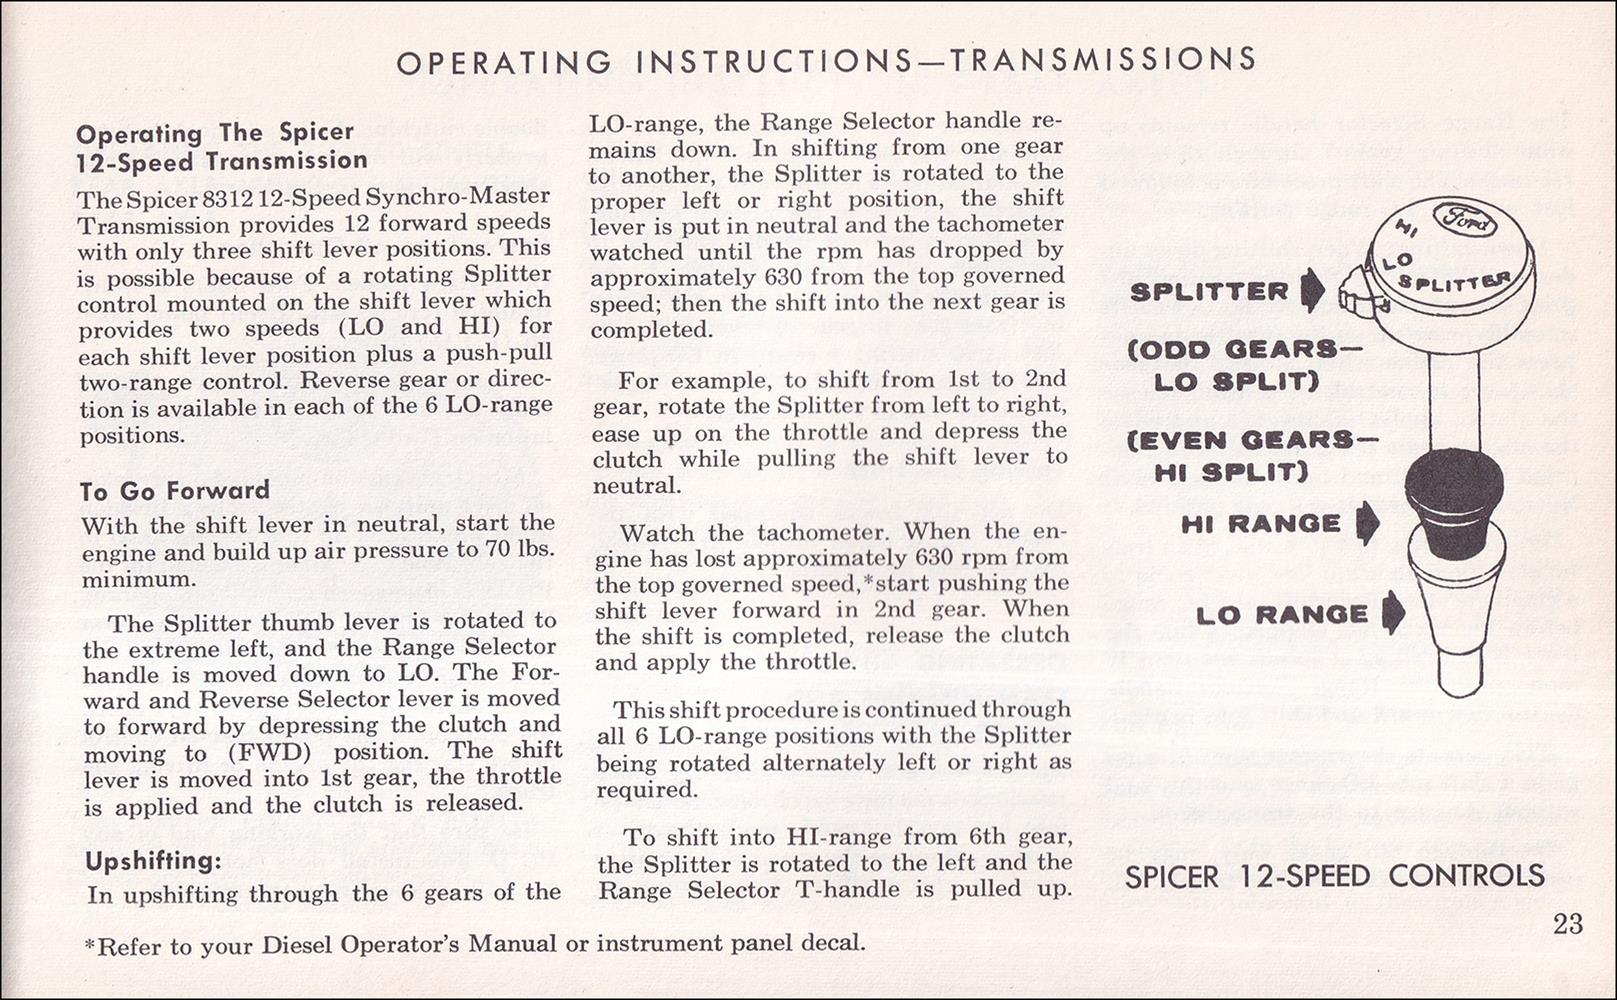 OPERATING INSTRUCTIONS—TRANSMISSIONS
Operating The Spicer
12-Speed Transmission
The Spicer 8312 12-Speed Synchro-Master
Transmission provides 12 forward speeds
with only three shift lever positions. This
is possible because of a rotating Splitter
control mounted on the shift lever which
provides two speeds (LO and HI) for
each shift lever position plus a push-pull
two-range control. Reverse gear or direc-
tion is available in each of the 6 LO-range
positions.
To Go Forward
With the shift lever in neutral, start the
engine and build up air pressure to 70 lbs.
minimum.
The Splitter thumb lever is rotated to
the extreme left, and the Range Selector
handle is moved down to LO. The For-
ward and Reverse Selector lever is moved
to forward by depressing the clutch and
moving to (FWD) position. The shift
lever is moved into 1st gear, the throttle
is applied and the clutch is released.
Upshifting:
In upshifting through the 6 gears of the
LO-range, the Range Selector handle re-
mains down. In shifting from one gear
to another, the Splitter is rotated to the
proper left or right position, the shift
lever is put in neutral and the tachometer
watched until the rpm has dropped by
approximately 630 from the top governed
speed; then the shift into the next gear is
completed.
For example, to shift from 1st to 2nd
gear, rotate the Splitter from left to right,
ease up on the throttle and depress the
clutch while pulling the shift lever to
neutral.
Watch the tachometer. When the en-
gine has lost approximately 630 rpm from
the top governed speed,*start pushing the
shift lever forward in 2nd gear. When
the shift is completed, release the clutch
and apply the throttle.
This shift procedure is continued through
all 6 LO-range positions with the Splitter
being rotated alternately left or right as
required.
To shift into HI-range from 6th gear,
the Splitter is rotated to the left and the
Range Selector T-handle is pulled up.
Ford
HI
LO
SPLITTER
SPLITTER
(ODD GEARS—
LO SPLIT)
(EVEN GEARS—
HI SPLIT)
HI RANGE
LO RANGE
SPICER 12-SPEED CONTROLS
23
*Refer to your Diesel Operator's Manual or instrument panel decal.